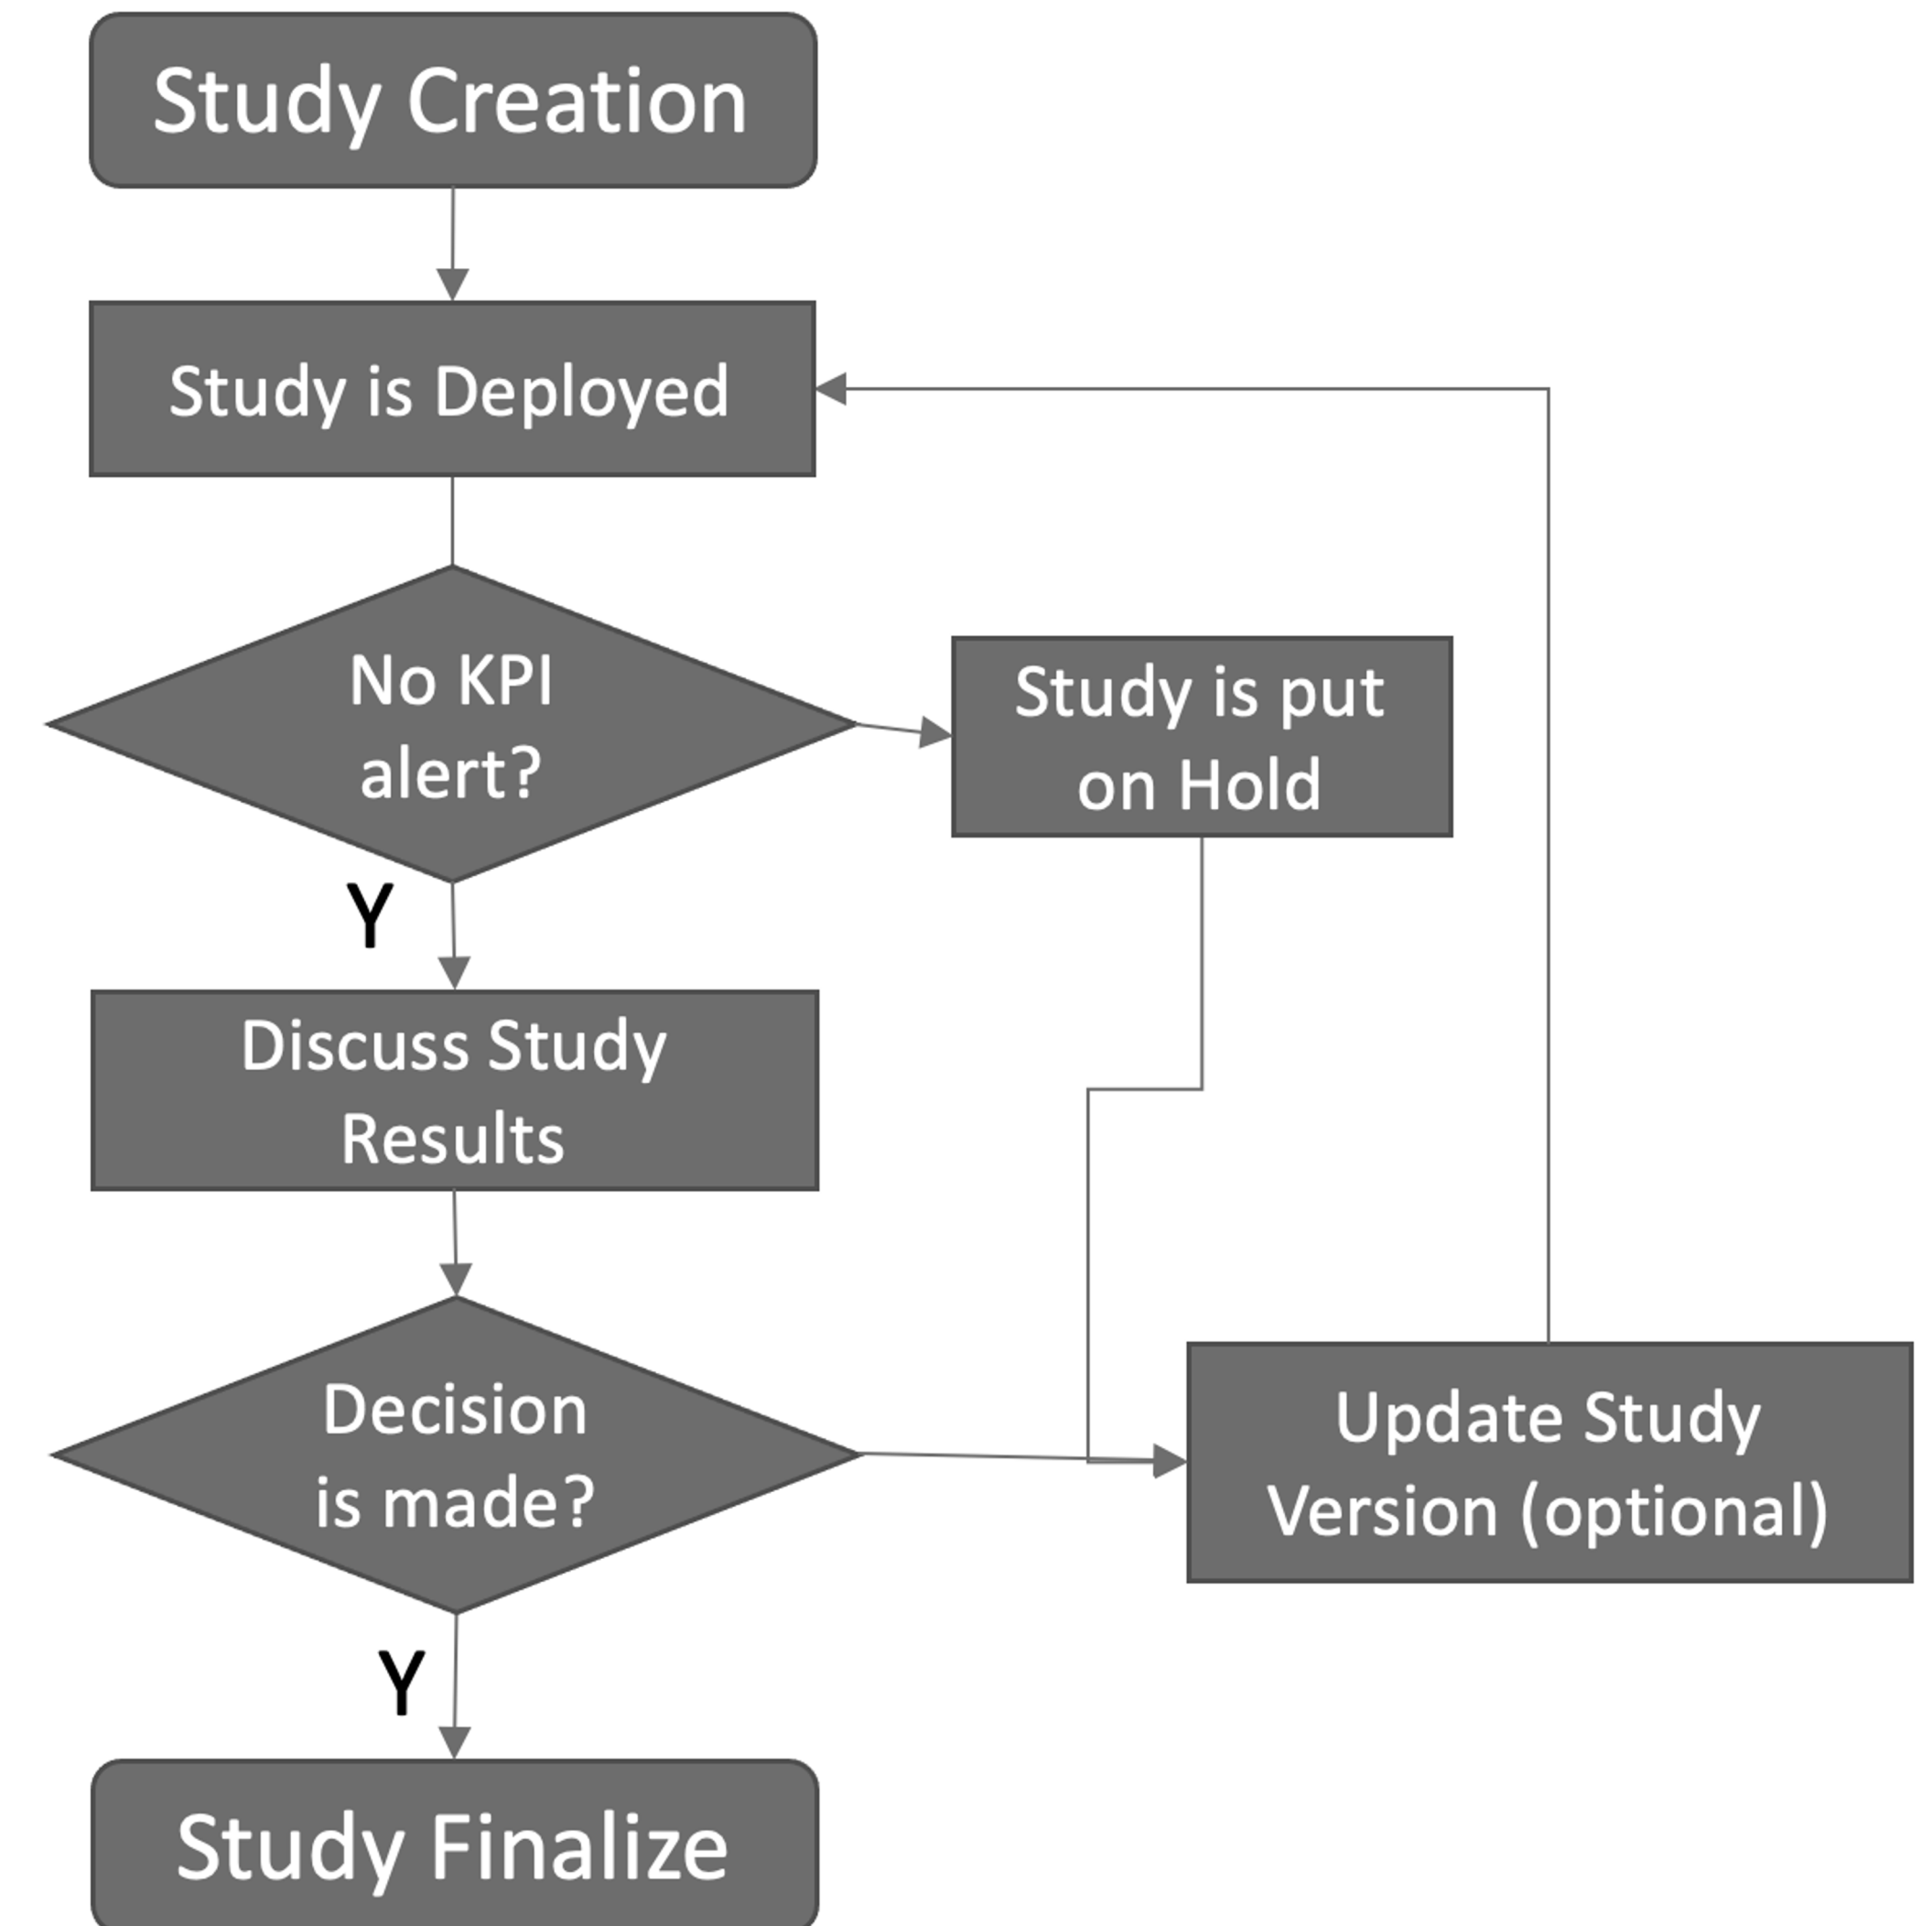 Study Creation
Study is Deployed
No KPI
alert?
Study is put
on Hold
Y
Discuss Study
Results
Decision
is made?
Update Study
Version (optional)
Y
Study Finalize